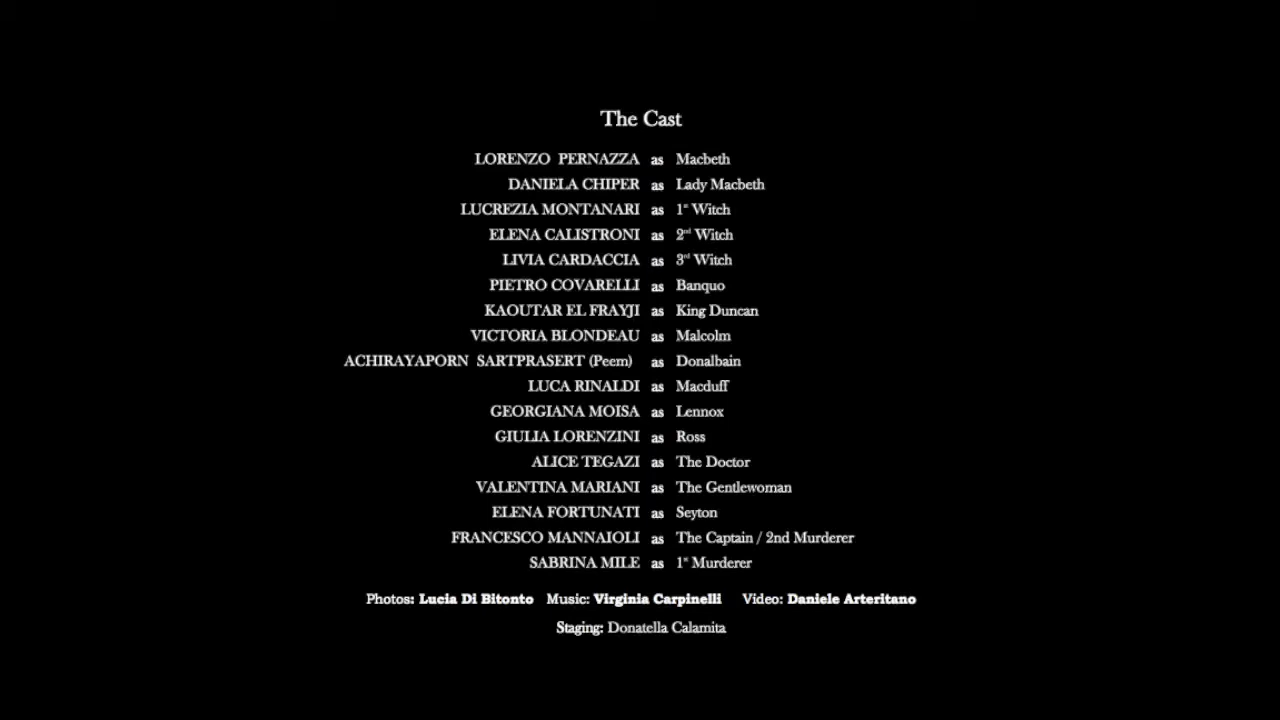 The Cast
LORENZO PERNAZZA as Macbeth
DANIELA CHIPER as Lady Macbeth
LUCREZIA MONTANARI as 1st Witch
ELENA CALISTRONI as 2nd Witch
LIVIA CARDACCIA as 3rd Witch
PIETRO COVARELLI as Banquo
KAOUTAR EL FRAYJI as King Duncan
VICTORIA BLONDEAU as Malcolm
ACHIRAYAPORN SARTPRASERT (Peem) as Donalbain
LUCA RINALDI as Macduff
GEORGIANA MOISA as Lennox
GIULIA LORENZINI as Ross
ALICE TEGAZI as The Doctor
VALENTINA MARIANI as The Gentlewoman
ELENA FORTUNATI as Seyton
FRANCESCO MANNAIOLI as The Captain / 2nd Murderer
SABRINA MILE as 1st Murderer
Photos: Lucia Di Bitonto Music: Virginia Carpinelli Video: Daniele Arteritano
Staging: Donatella Calamita